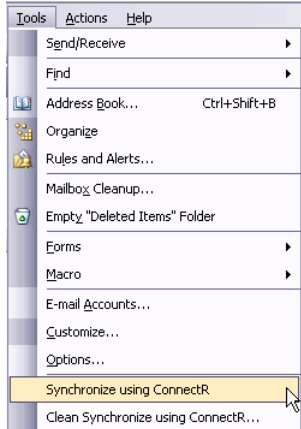 Tools Actions Help
Send/Receive
Find
Address Book... Ctrl+Shift+B
Organize
Rules and Alerts...
Mailbox Cleanup...
Empty "Deleted Items" Folder
Forms
Macro
E-mail Accounts...
Customize...
Options...
Synchronize using ConnectR
Clean Synchronize using ConnectR...